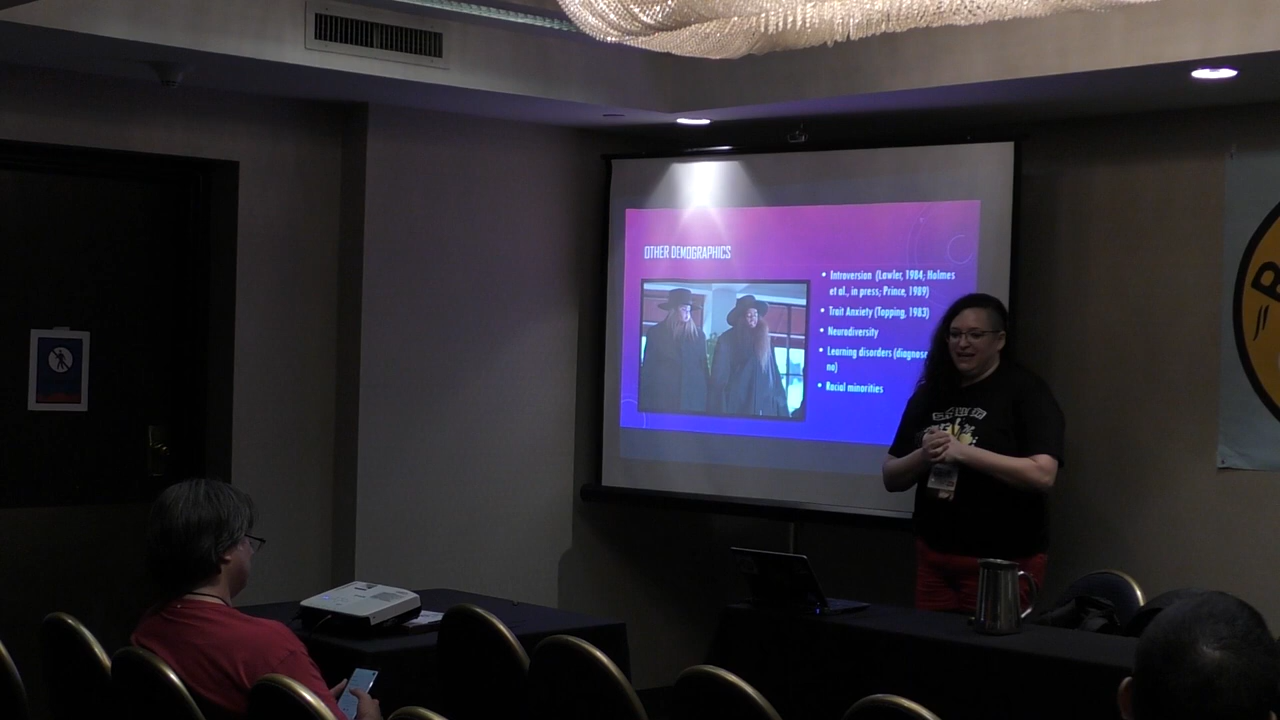 OTHER DEMOGRAPHICS
• Introversion (Lawler, 1984; Holmes
et al., in press; Prince, 1989)
• Trait Anxiety (Topping, 1983)
• Neurodiversity
• Learning disorders (diagnose
no)
• Racial minorities
B